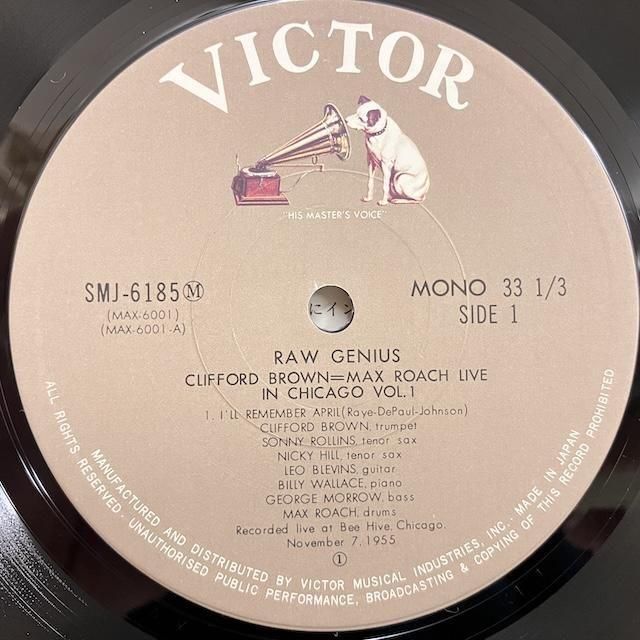 VICTOR
"HIS MASTER'S VOICE"
SMJ-6185 Ⓜ
(MAX-6001)
(MAX-6001-A)
MONO 33 1/3
SIDE 1
にイン
RAW GENIUS
CLIFFORD BROWN=MAX ROACH LIVE
IN CHICAGO VOL.1
1. I'LL REMEMBER APRIL (Raye-DePaul-Johnson)
CLIFFORD BROWN, trumpet
SONNY ROLLINS, tenor sax
NICKY HILL, tenor sax
LEO BLEVINS, guitar
BILLY WALLACE, piano
GEORGE MORROW, bass
MAX ROACH, drums
Recorded live at Bee Hive, Chicago.
November 7, 1955
①
MANUFACTURED AND DISTRIBUTED BY VICTOR MUSICAL INDUSTRIES, INC.· MADE IN JAPAN
ALL RIGHTS RESERVED · UNAUTHORISED PUBLIC PERFORMANCE, BROADCASTING & COPYING OF THIS RECORD PROHIBITED